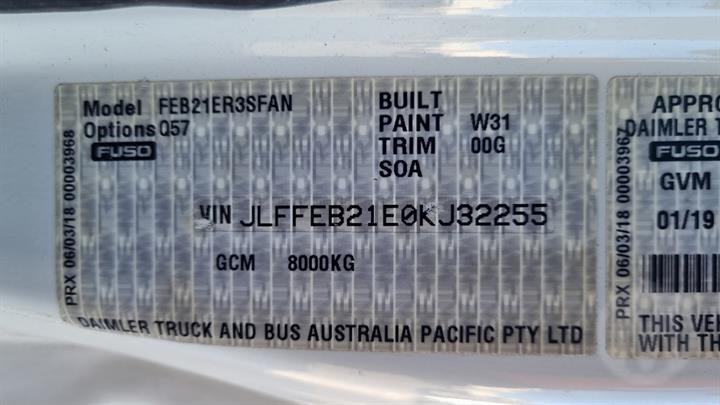 PRX 06/03/18 00003968
Model FEB21ER3SFAN
Options Q57
FUSO
BUILT
PAINT W31
TRIM 00G
SOA
VIN JLFFEB21E0KJ32255
GCM 8000KG
DAIMLER TRUCK AND BUS AUSTRALIA PACIFIC PTY LTD
PRX 06/03/18 00003967
APPRO
DAIMLER T
FUSO
GVM
01/19
THIS VEH
WITH TH